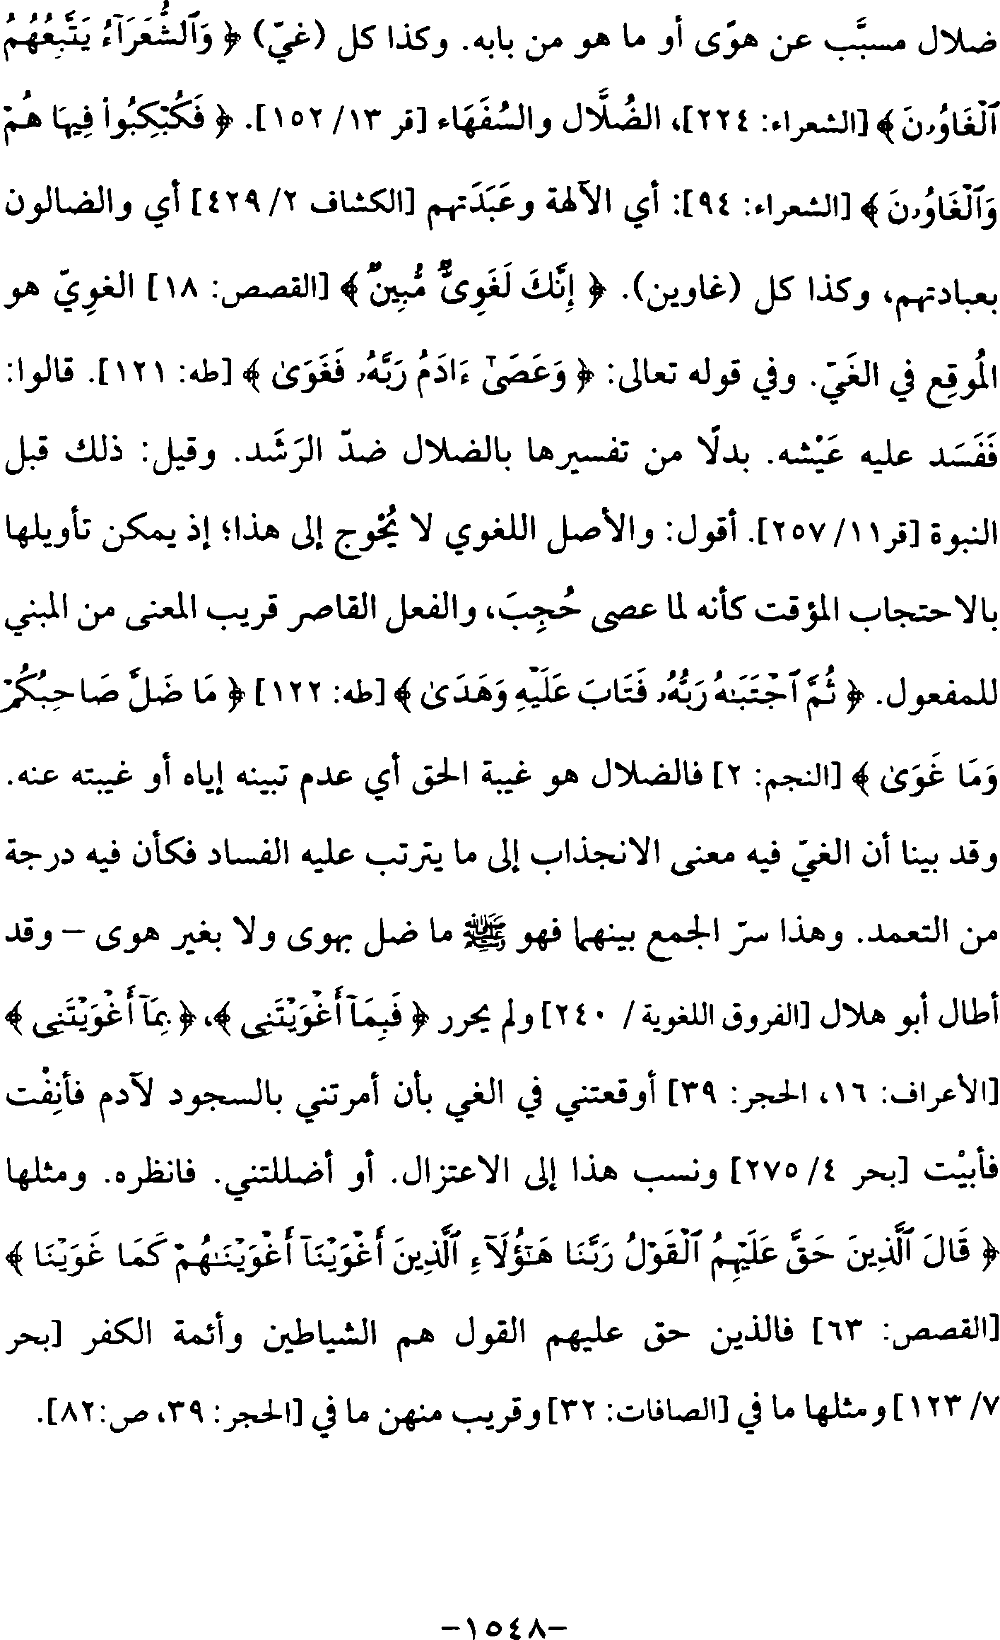 ضلال مسبَّب عن هوًى أو ما هو من بابه. وكذا كل (غيّ) ﴿ وَٱلشُّعَرَآءُ يَتَّبِعُهُمُ
ٱلْغَاوُۥنَ ﴾ [الشعراء: ٢٢٤]، الضُلَّال والسُفَهَاء [قر ١٣/ ١٥٢]. ﴿ فَكُبْكِبُوا۟ فِيهَا هُمْ
وَٱلْغَاوُۥنَ ﴾ [الشعراء: ٩٤]: أي الآلهة وعَبَدَتهم [الكشاف ٢/ ٤٢٩] أي والضالون
بعبادتهم، وكذا كل (غاوين). ﴿ إِنَّكَ لَغَوِىٌّ مُّبِينٌ ﴾ [القصص: ١٨] الغوِيّ هو
المُوقِع في الغَيّ. وفي قوله تعالى: ﴿ وَعَصَىٰٓ ءَادَمُ رَبَّهُۥ فَغَوَىٰ ﴾ [طه: ١٢١]. قالوا:
فَفَسَد عليه عَيْشه. بدلًا من تفسيرها بالضلال ضدّ الرَشَد. وقيل: ذلك قبل
النبوة [قر١١/ ٢٥٧]. أقول: والأصل اللغوي لا يُحْوج إلى هذا؛ إذ يمكن تأويلها
بالاحتجاب المؤقت كأنه لما عصى حُجِبَ، والفعل القاصر قريب المعنى من المبني
للمفعول. ﴿ ثُمَّ ٱجْتَبَٰهُ رَبُّهُۥ فَتَابَ عَلَيْهِ وَهَدَىٰ ﴾ [طه: ١٢٢] ﴿ مَا ضَلَّ صَاحِبُكُمْ
وَمَا غَوَىٰ ﴾ [النجم: ٢] فالضلال هو غيبة الحق أي عدم تبينه إياه أو غيبته عنه.
وقد بينا أن الغيّ فيه معنى الانجذاب إلى ما يترتب عليه الفساد فكأن فيه درجة
من التعمد. وهذا سرّ الجمع بينهما فهو ﷺ ما ضل بهوى ولا بغير هوى – وقد
أطال أبو هلال [الفروق اللغوية / ٢٤٠] ولم يحرر ﴿ فَبِمَآ أَغْوَيْتَنِى ﴾، ﴿ بِمَآ أَغْوَيْتَنِى ﴾
[الأعراف: ١٦، الحجر: ٣٩] أوقعتني في الغي بأن أمرتني بالسجود لآدم فأنِفْت
فأبيْت [بحر ٤/ ٢٧٥] ونسب هذا إلى الاعتزال. أو أضللتني. فانظره. ومثلها
﴿ قَالَ ٱلَّذِينَ حَقَّ عَلَيْهِمُ ٱلْقَوْلُ رَبَّنَا هَٰٓؤُلَآءِ ٱلَّذِينَ أَغْوَيْنَآ أَغْوَيْنَٰهُمْ كَمَا غَوَيْنَا ﴾
[القصص: ٦٣] فالذين حق عليهم القول هم الشياطين وأئمة الكفر [بحر
٧/ ١٢٣] ومثلها ما في [الصافات: ٣٢] وقريب منهن ما في [الحجر: ٣٩، ص:٨٢].
-١٥٤٨-